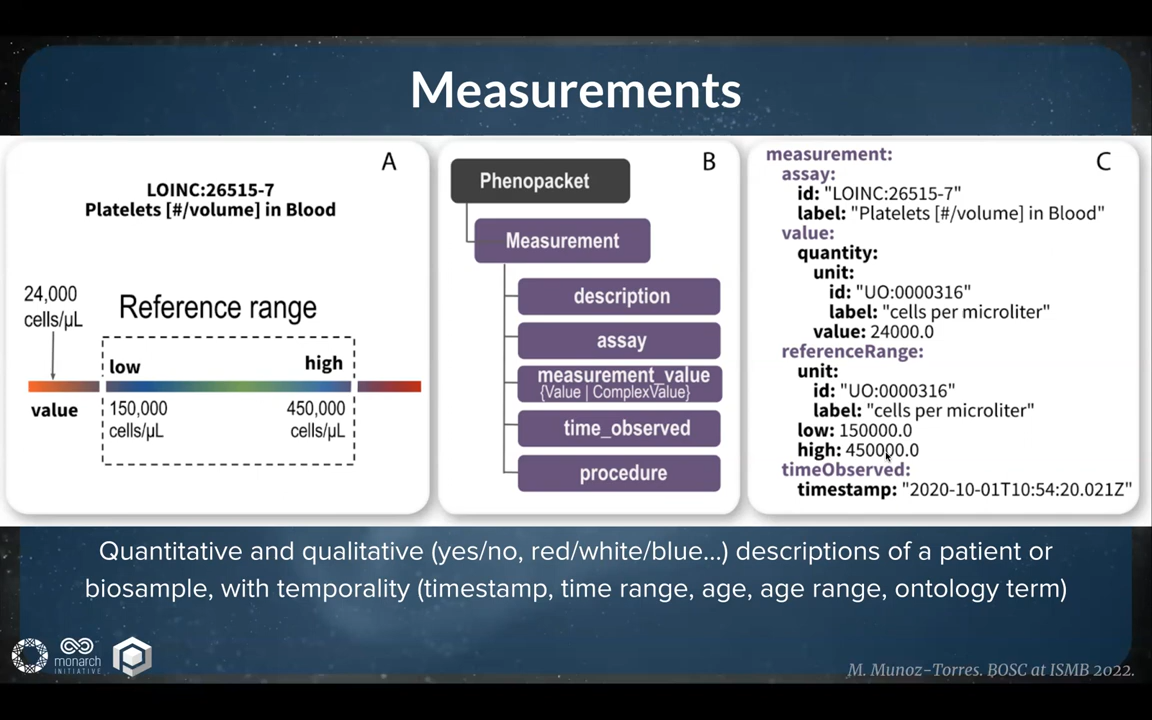 Measurements
A
LOINC:26515-7
Platelets [#/volume] in Blood
24,000
cells/µL
Reference range
low
high
value
150,000
cells/µL
450,000
cells/µL
B
Phenopacket
Measurement
description
assay
measurement_value
{Value | ComplexValue}
time_observed
procedure
C
measurement:
assay:
id: "LOINC:26515-7"
label: "Platelets [#/volume] in Blood"
value:
quantity:
unit:
id: "UO:0000316"
label: "cells per microliter"
value: 24000.0
referenceRange:
unit:
id: "UO:0000316"
label: "cells per microliter"
low: 150000.0
high: 450000.0
timeObserved:
timestamp: "2020-10-01T10:54:20.021Z"
Quantitative and qualitative (yes/no, red/white/blue...) descriptions of a patient or
biosample, with temporality (timestamp, time range, age, age range, ontology term)
monarch
INITIATIVE
M. Munoz-Torres. BOSC at ISMB 2022.